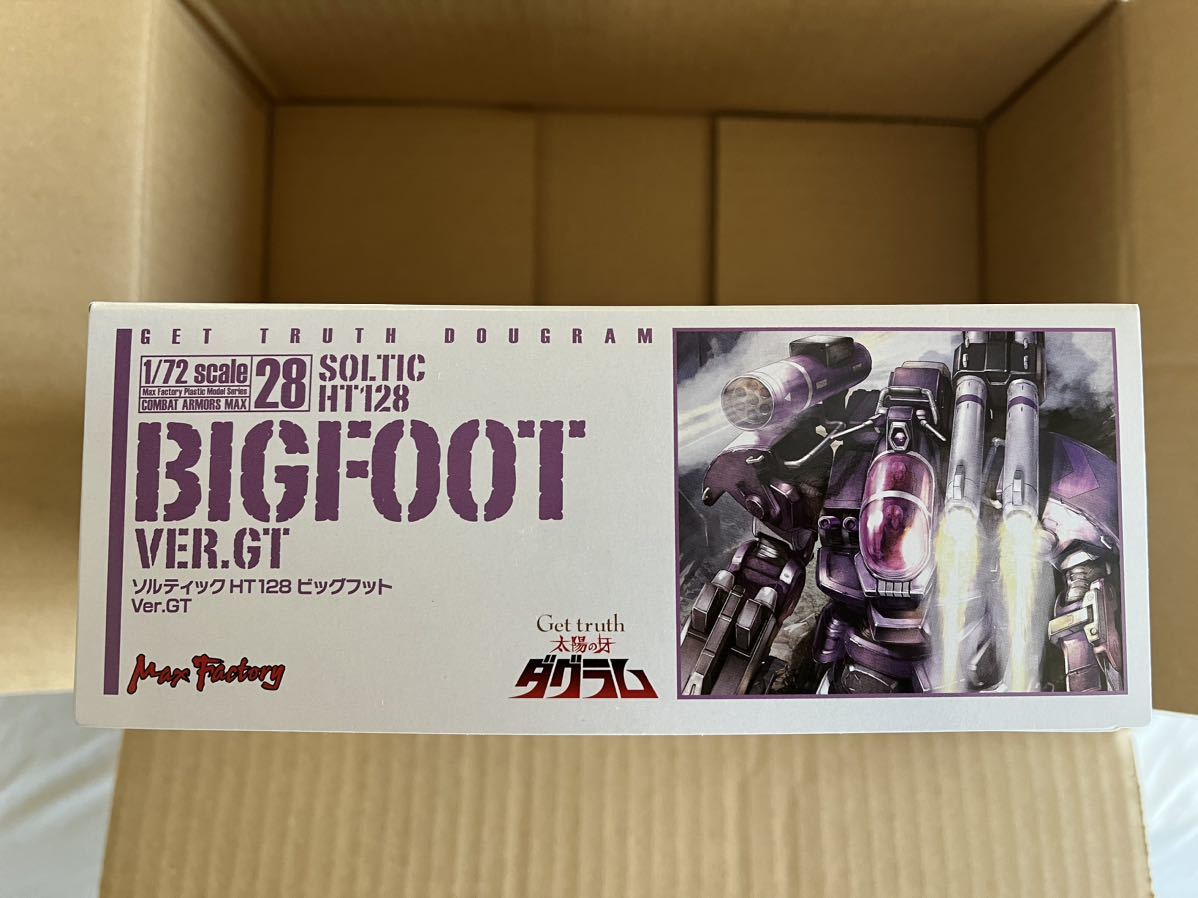 GET TRUTH DOUGRAM
1/72 scale
Max Factory Plastic Model Series
COMBAT ARMORS MAX
28
SOLTIC
HT128
BIGFOOT
VER.GT
ソルティック HT128 ビッグフット
Ver.GT
Max Factory
Get truth
太陽の牙
ダグラム